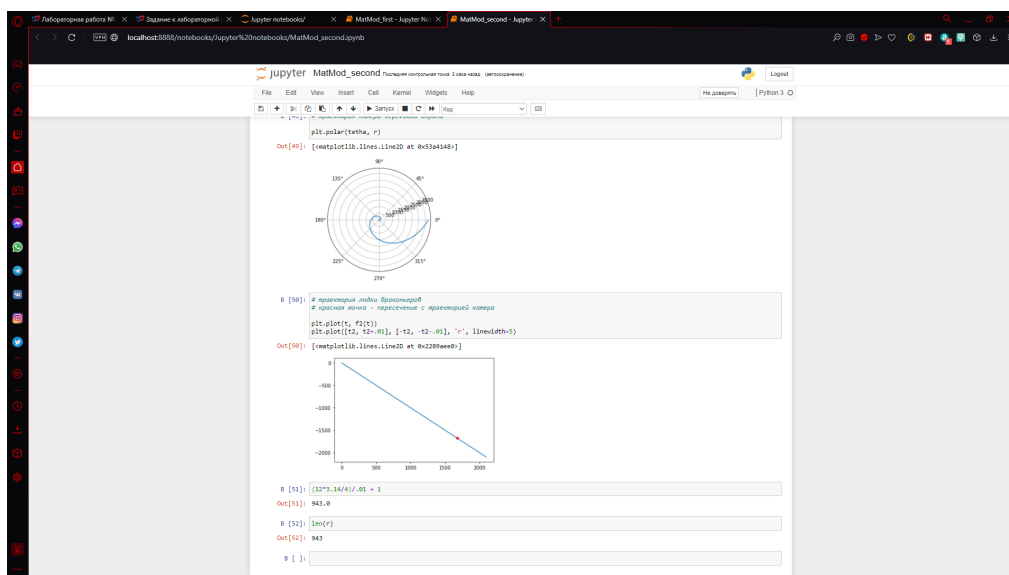 Лабораторная работа №
Задание к лабораторной
Jupyter notebooks/
MatMod_first - Jupyter No
MatMod_second - Jupyter
VPN localhost:8888/notebooks/Jupyter%20notebooks/MatMod_second.ipynb
jupyter MatMod_second Последняя контрольная точка: 2 часа назад (автосохранение)
Logout
File Edit View Insert Cell Kernel Widgets Help
Не доверять
Python 3
Запуск
Код
plt.polar(tetha, r)
Out[49]: [<matplotlib.lines.Line2D at 0x53a4148>]
90°
135° 45°
180° 0°
225° 315°
270°
В [50]: # траектория лодки браконьеров
# красная точка - пересечение с траекторией катера
plt.plot(t, f2(t))
plt.plot([t2, t2+.01], [-t2, -t2-.01], 'r', linewidth=5)
Out[50]: [<matplotlib.lines.Line2D at 0x2289aee0>]
0
−500
−1000
−1500
−2000
0 500 1000 1500 2000
В [51]: (12*3.14/4)/.01 + 1
Out[51]: 943.0
В [52]: len(r)
Out[52]: 943
В [ ]: